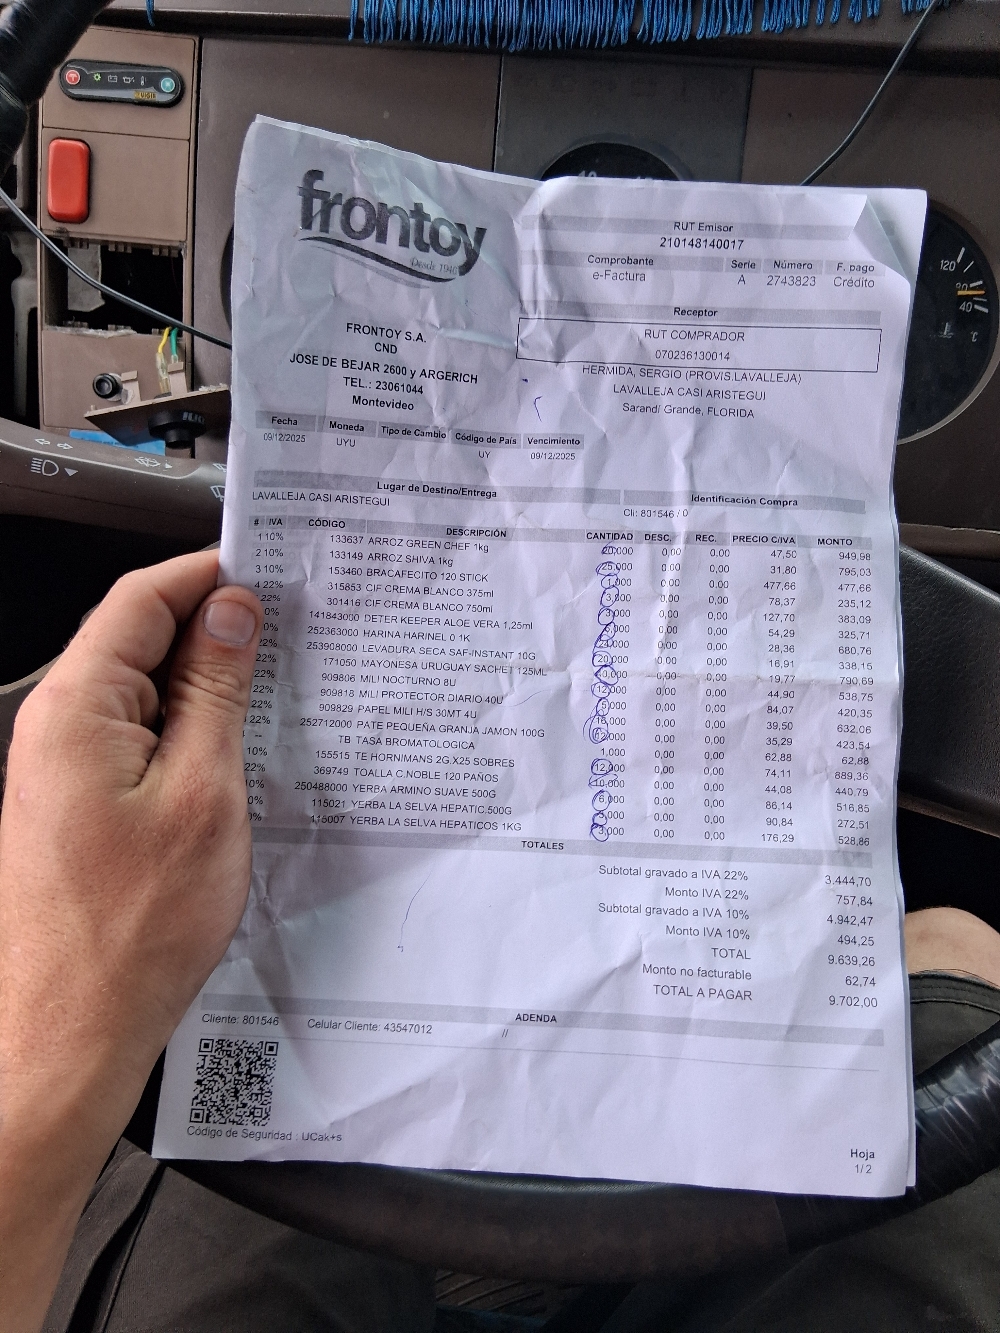 frontoy
Desde 1940
RUT Emisor
210148140017
Comprobante Serie Número F. pago
e-Factura A 2743823 Crédito
Receptor
RUT COMPRADOR
070236130014
HERMIDA, SERGIO (PROVIS.LAVALLEJA)
LAVALLEJA CASI ARISTEGUI
Sarandí Grande, FLORIDA
FRONTOY S.A.
CND
JOSE DE BEJAR 2600 y ARGERICH
TEL.: 23061044
Montevideo
Fecha Moneda Tipo de Cambio Código de País Vencimiento
09/12/2025 UYU UY 09/12/2025
Lugar de Destino/Entrega Identificación Compra
LAVALLEJA CASI ARISTEGUI Cli: 801546 / 0
# IVA CÓDIGO DESCRIPCIÓN CANTIDAD DESC. REC. PRECIO C/IVA MONTO
1 10% 133637 ARROZ GREEN CHEF 1kg 20,000 0,00 0,00 47,50 949,98
2 10% 133149 ARROZ SHIVA 1kg 25,000 0,00 0,00 31,80 795,03
3 10% 153460 BRACAFECITO 120 STICK 1,000 0,00 0,00 477,66 477,66
4 22% 315853 CIF CREMA BLANCO 375ml 3,000 0,00 0,00 78,37 235,12
22% 301416 CIF CREMA BLANCO 750ml 3,000 0,00 0,00 127,70 383,09
0% 141843000 DETER KEEPER ALOE VERA 1,25ml 6,000 0,00 0,00 54,29 325,71
0% 252363000 HARINA HARINEL 0 1K 24,000 0,00 0,00 28,36 680,76
22% 253908000 LEVADURA SECA SAF-INSTANT 10G 20,000 0,00 0,00 16,91 338,15
22% 171050 MAYONESA URUGUAY SACHET 125ML 40,000 0,00 0,00 19,77 790,69
22% 909806 MILI NOCTURNO 8U 12,000 0,00 0,00 44,90 538,75
22% 909818 MILI PROTECTOR DIARIO 40U 5,000 0,00 0,00 84,07 420,35
22% 909829 PAPEL MILI H/S 30MT 4U 16,000 0,00 0,00 39,50 632,06
22% 252712000 PATE PEQUEÑA GRANJA JAMON 100G 12,000 0,00 0,00 35,29 423,54
-- TB TASA BROMATOLOGICA 1,000 0,00 0,00 62,88 62,88
10% 155515 TE HORNIMANS 2G.X25 SOBRES 12,000 0,00 0,00 74,11 889,36
22% 369749 TOALLA C.NOBLE 120 PAÑOS 10,000 0,00 0,00 44,08 440,79
0% 250488000 YERBA ARMINO SUAVE 500G 6,000 0,00 0,00 86,14 516,85
0% 115021 YERBA LA SELVA HEPATIC.500G 3,000 0,00 0,00 90,84 272,51
0% 115007 YERBA LA SELVA HEPATICOS 1KG 3,000 0,00 0,00 176,29 528,86
TOTALES
Subtotal gravado a IVA 22% 3.444,70
Monto IVA 22% 757,84
Subtotal gravado a IVA 10% 4.942,47
Monto IVA 10% 494,25
TOTAL 9.639,26
Monto no facturable 62,74
TOTAL A PAGAR 9.702,00
ADENDA
Cliente: 801546 Celular Cliente: 43547012 //
Código de Seguridad : UCak+s
Hoja
1/ 2
120
80
40
°C